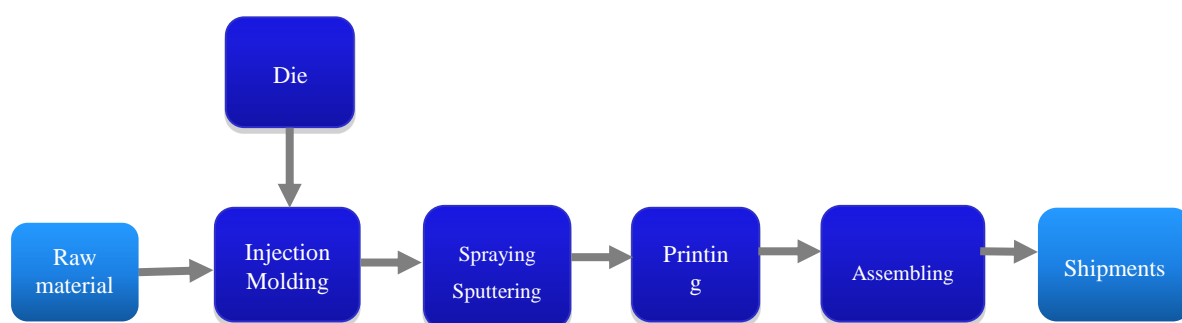 Die
Raw
material
Injection
Molding
Spraying
Sputtering
Printin
g
Assembling
Shipments